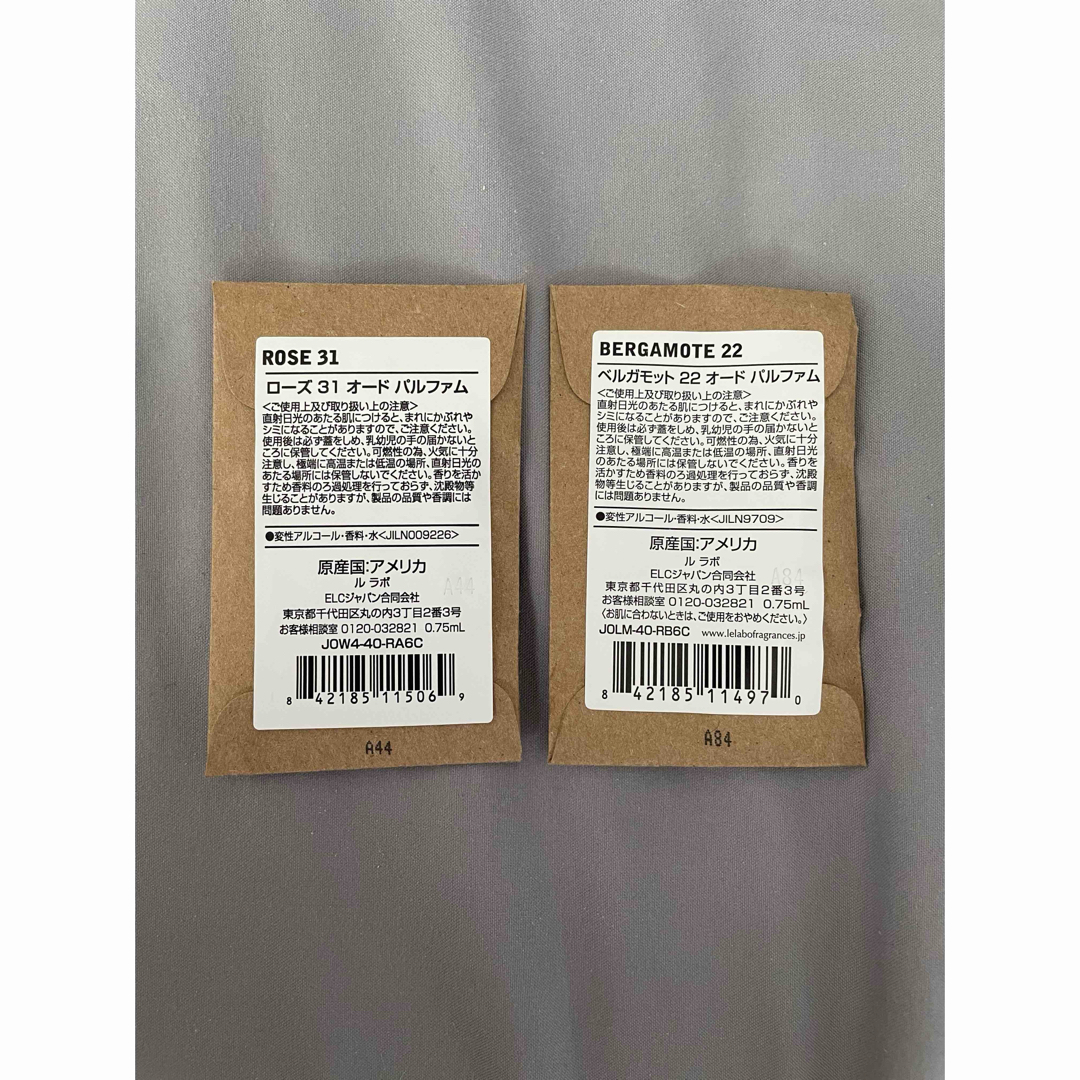 ROSE 31
ローズ 31 オード パルファム
<ご使用上及び取り扱い上の注意>
直射日光のあたる肌につけると、まれにかぶれや
シミになることがありますので、ご注意ください。
使用後は必ず蓋をしめ、乳幼児の手の届かないと
ころに保管してください。可燃性の為、火気に十分
注意し、極端に高温または低温の場所、直射日光の
あたる場所には保管しないでください。香りを活か
すため香料のろ過処理を行っておらず、沈殿物等
生じることがありますが、製品の品質や香調には
問題ありません。
●変性アルコール・香料・水<JILN009226>
原産国:アメリカ
ル ラボ
ELCジャパン合同会社
東京都千代田区丸の内3丁目2番3号
お客様相談室 0120-032821 0.75mL
J0W4-40-RA6C
8 42185 11506 9
A44
BERGAMOTE 22
ベルガモット 22 オード パルファム
<ご使用上及び取り扱い上の注意>
直射日光のあたる肌につけると、まれにかぶれや
シミになることがありますので、ご注意ください。
使用後は必ず蓋をしめ、乳幼児の手の届かないと
ころに保管してください。可燃性の為、火気に十分
注意し、極端に高温または低温の場所、直射日光の
あたる場所には保管しないでください。香りを
活かすため香料のろ過処理を行っておらず、沈殿
物等生じることがありますが、製品の品質や香調
には問題ありません。
●変性アルコール・香料・水<JILN9709>
原産国:アメリカ
ル ラボ
ELCジャパン合同会社
東京都千代田区丸の内3丁目2番3号
お客様相談室 0120-032821 0.75mL
〈お肌に合わないときは、ご使用をおやめください。〉
J0LM-40-RB6C www.lelabofragrances.jp
8 42185 11497 0
A84